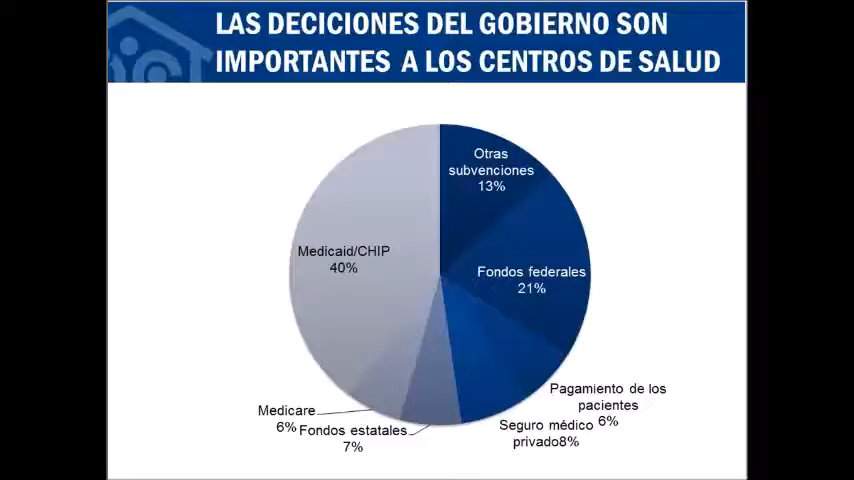 LAS DECICIONES DEL GOBIERNO SON
IMPORTANTES A LOS CENTROS DE SALUD
Otras
subvenciones
13%
Fondos federales
21%
Pagamiento de los
pacientes
6%
Seguro médico
privado8%
Fondos estatales
7%
Medicare
6%
Medicaid/CHIP
40%